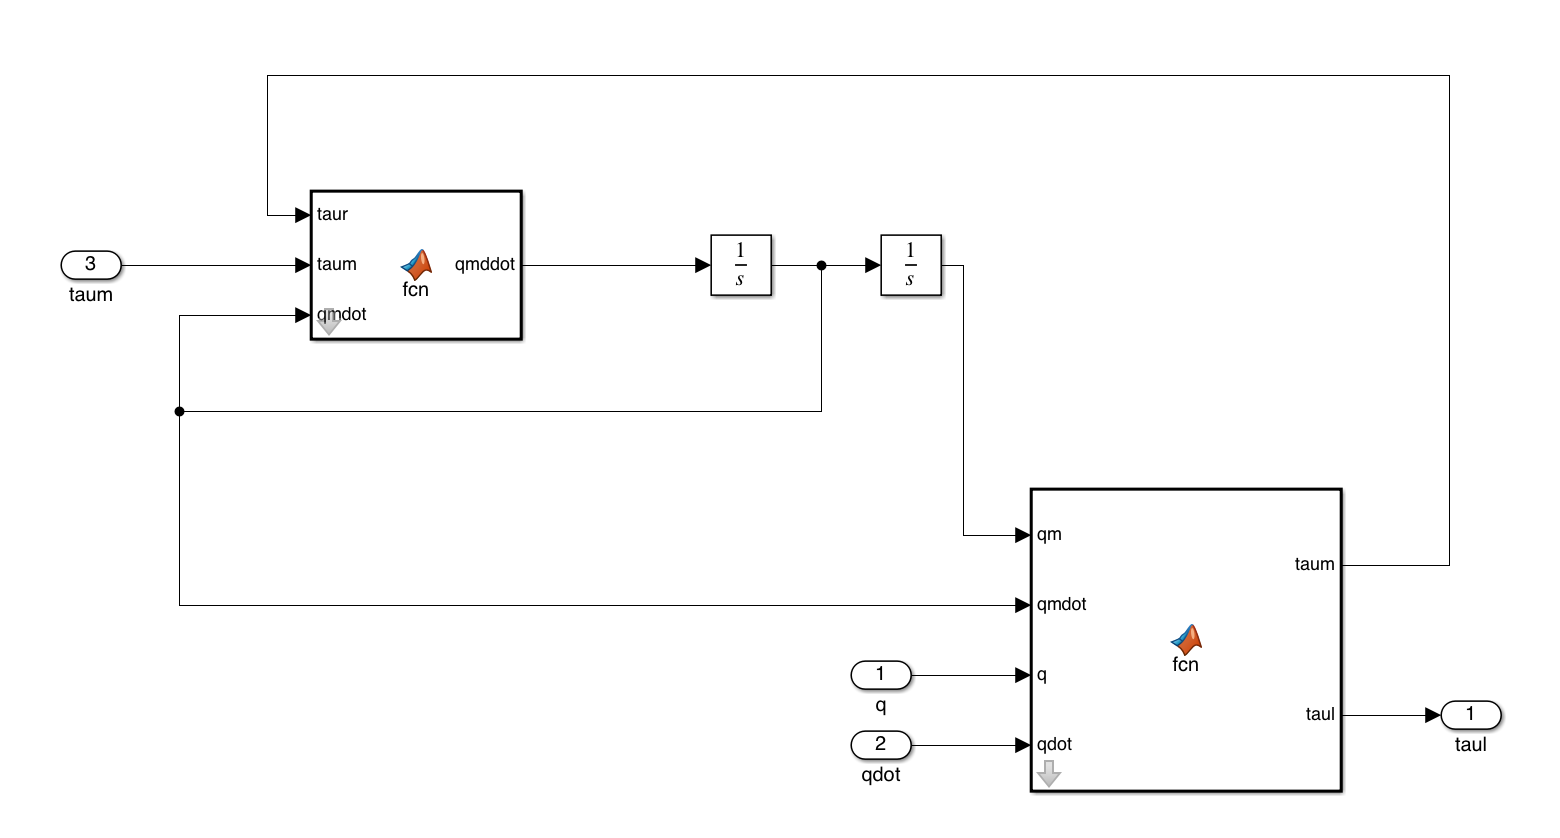 taur
3
taum
taum
qmddot
fcn
qmdot
1
s
1
s
qm
taum
qmdot
fcn
1
q
q
taul
1
taul
2
qdot
qdot